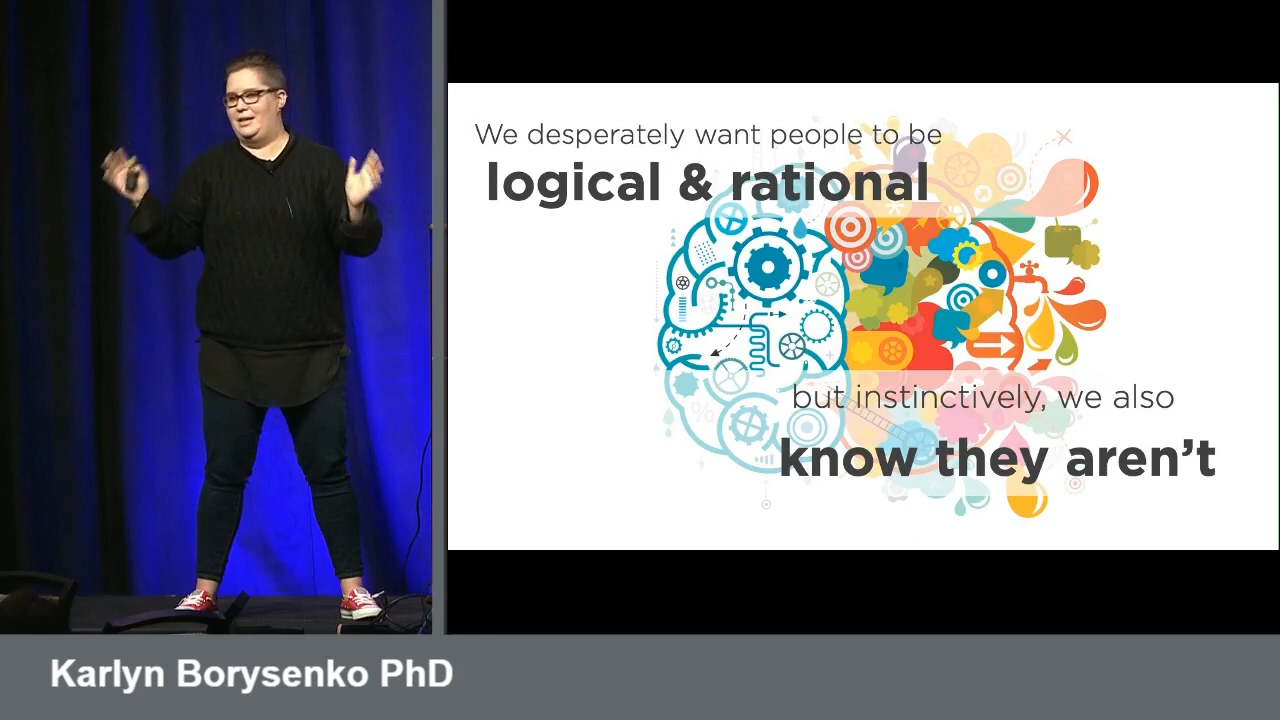 We desperately want people to be
logical & rational
but instinctively, we also
know they aren't
Karlyn Borysenko PhD